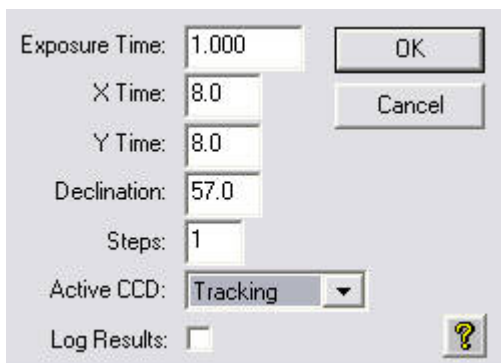 Exposure Time: 1.000 OK
X Time: 8.0 Cancel
Y Time: 8.0
Declination: 57.0
Steps: 1
Active CCD: Tracking
Log Results: ?